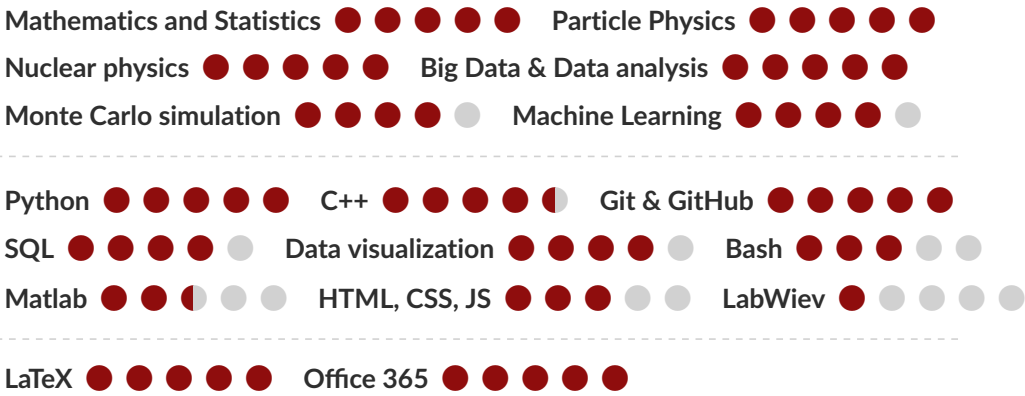 Mathematics and Statistics Particle Physics
Nuclear physics Big Data & Data analysis
Monte Carlo simulation Machine Learning
Python C++ Git & GitHub
SQL Data visualization Bash
Matlab HTML, CSS, JS LabWiev
LaTeX Office 365